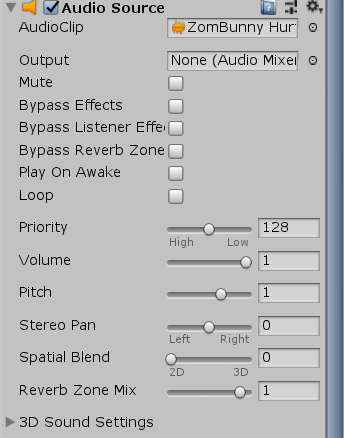 Audio Source
AudioClip ZomBunny Hur
Output None (Audio Mixer
Mute
Bypass Effects
Bypass Listener Effe
Bypass Reverb Zone
Play On Awake
Loop
Priority 128
High Low
Volume 1
Pitch 1
Stereo Pan 0
Left Right
Spatial Blend 0
2D 3D
Reverb Zone Mix 1
3D Sound Settings